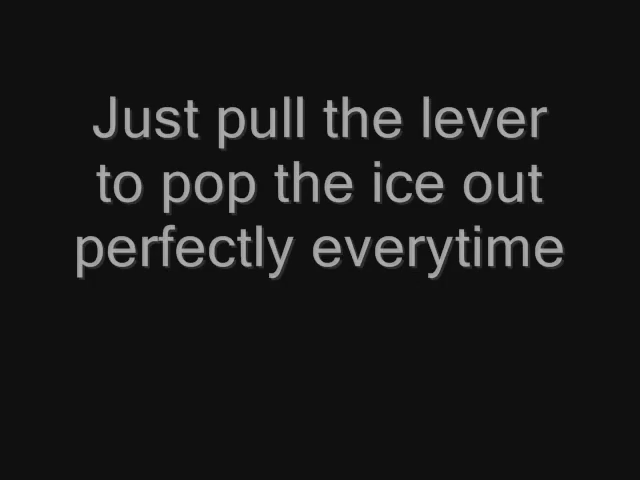 Just pull the lever
to pop the ice out
perfectly everytime